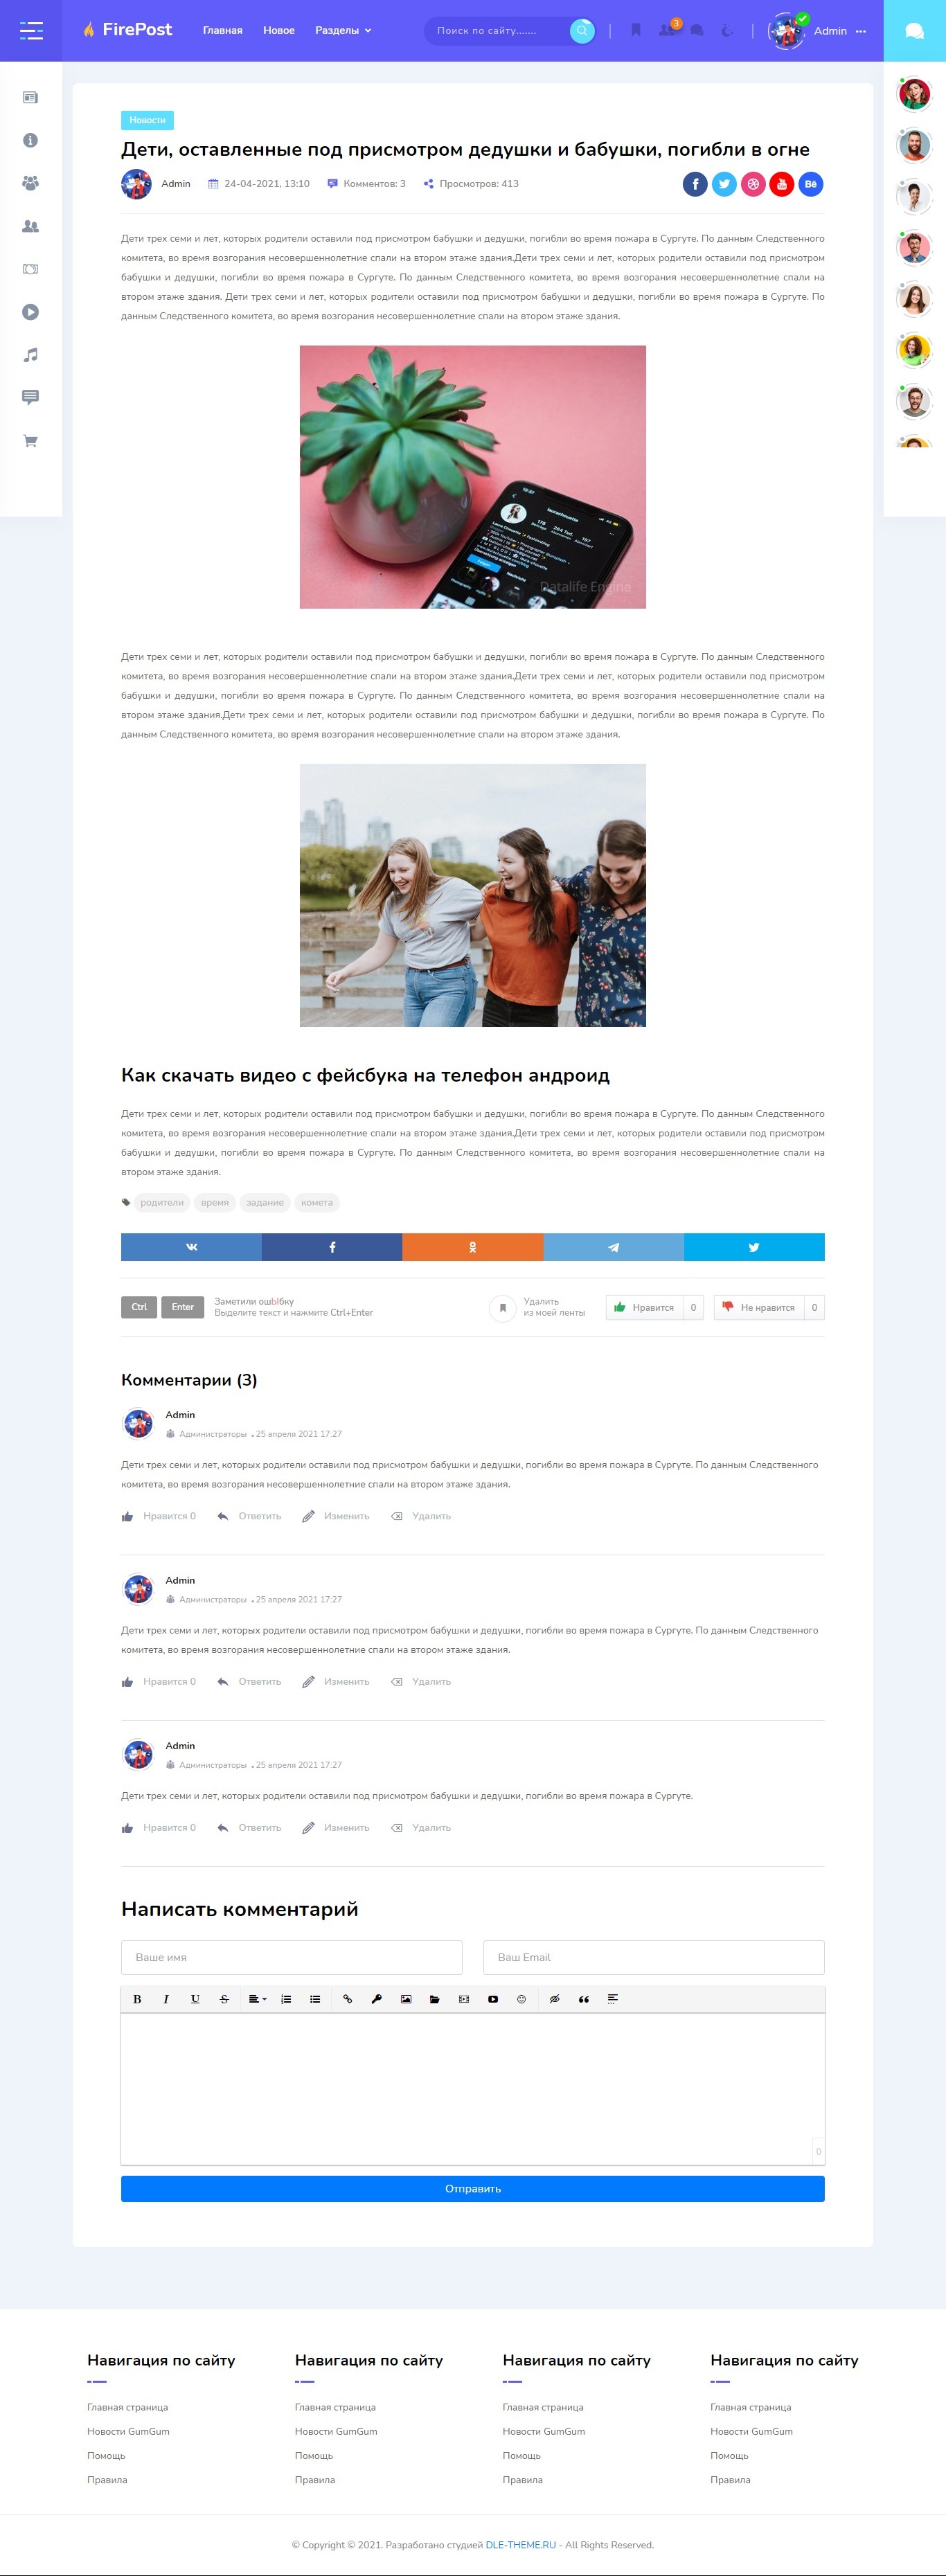 FirePost
Главная Новое Разделы
Поиск по сайту.......
3
Admin
Новости
Дети, оставленные под присмотром дедушки и бабушки, погибли в огне
Admin 24-04-2021, 13:10 Комментов: 3 Просмотров: 413
Bē
Дети трех семи и лет, которых родители оставили под присмотром бабушки и дедушки, погибли во время пожара в Сургуте. По данным Следственного
комитета, во время возгорания несовершеннолетние спали на втором этаже здания.Дети трех семи и лет, которых родители оставили под присмотром
бабушки и дедушки, погибли во время пожара в Сургуте. По данным Следственного комитета, во время возгорания несовершеннолетние спали на
втором этаже здания. Дети трех семи и лет, которых родители оставили под присмотром бабушки и дедушки, погибли во время пожара в Сургуте. По
данным Следственного комитета, во время возгорания несовершеннолетние спали на втором этаже здания.
laurachouette
Datalife Engine
Дети трех семи и лет, которых родители оставили под присмотром бабушки и дедушки, погибли во время пожара в Сургуте. По данным Следственного
комитета, во время возгорания несовершеннолетние спали на втором этаже здания.Дети трех семи и лет, которых родители оставили под присмотром
бабушки и дедушки, погибли во время пожара в Сургуте. По данным Следственного комитета, во время возгорания несовершеннолетние спали на
втором этаже здания.Дети трех семи и лет, которых родители оставили под присмотром бабушки и дедушки, погибли во время пожара в Сургуте. По
данным Следственного комитета, во время возгорания несовершеннолетние спали на втором этаже здания.
Как скачать видео с фейсбука на телефон андроид
Дети трех семи и лет, которых родители оставили под присмотром бабушки и дедушки, погибли во время пожара в Сургуте. По данным Следственного
комитета, во время возгорания несовершеннолетние спали на втором этаже здания.Дети трех семи и лет, которых родители оставили под присмотром
бабушки и дедушки, погибли во время пожара в Сургуте. По данным Следственного комитета, во время возгорания несовершеннолетние спали на
втором этаже здания.
родители время задание комета
Ctrl Enter
Заметили ошЫбку
Выделите текст и нажмите Ctrl+Enter
Удалить
из моей ленты
Нравится 0 Не нравится 0
Комментарии (3)
Admin
Администраторы 25 апреля 2021 17:27
Дети трех семи и лет, которых родители оставили под присмотром бабушки и дедушки, погибли во время пожара в Сургуте. По данным Следственного
комитета, во время возгорания несовершеннолетние спали на втором этаже здания.
Нравится 0 Ответить Изменить Удалить
Admin
Администраторы 25 апреля 2021 17:27
Дети трех семи и лет, которых родители оставили под присмотром бабушки и дедушки, погибли во время пожара в Сургуте. По данным Следственного
комитета, во время возгорания несовершеннолетние спали на втором этаже здания.
Нравится 0 Ответить Изменить Удалить
Admin
Администраторы 25 апреля 2021 17:27
Дети трех семи и лет, которых родители оставили под присмотром бабушки и дедушки, погибли во время пожара в Сургуте.
Нравится 0 Ответить Изменить Удалить
Написать комментарий
Ваше имя Ваш Email
B I U S
0
Отправить
Навигация по сайту Навигация по сайту Навигация по сайту Навигация по сайту
Главная страница Главная страница Главная страница Главная страница
Новости GumGum Новости GumGum Новости GumGum Новости GumGum
Помощь Помощь Помощь Помощь
Правила Правила Правила Правила
© Copyright © 2021. Разработано студией DLE-THEME.RU - All Rights Reserved.